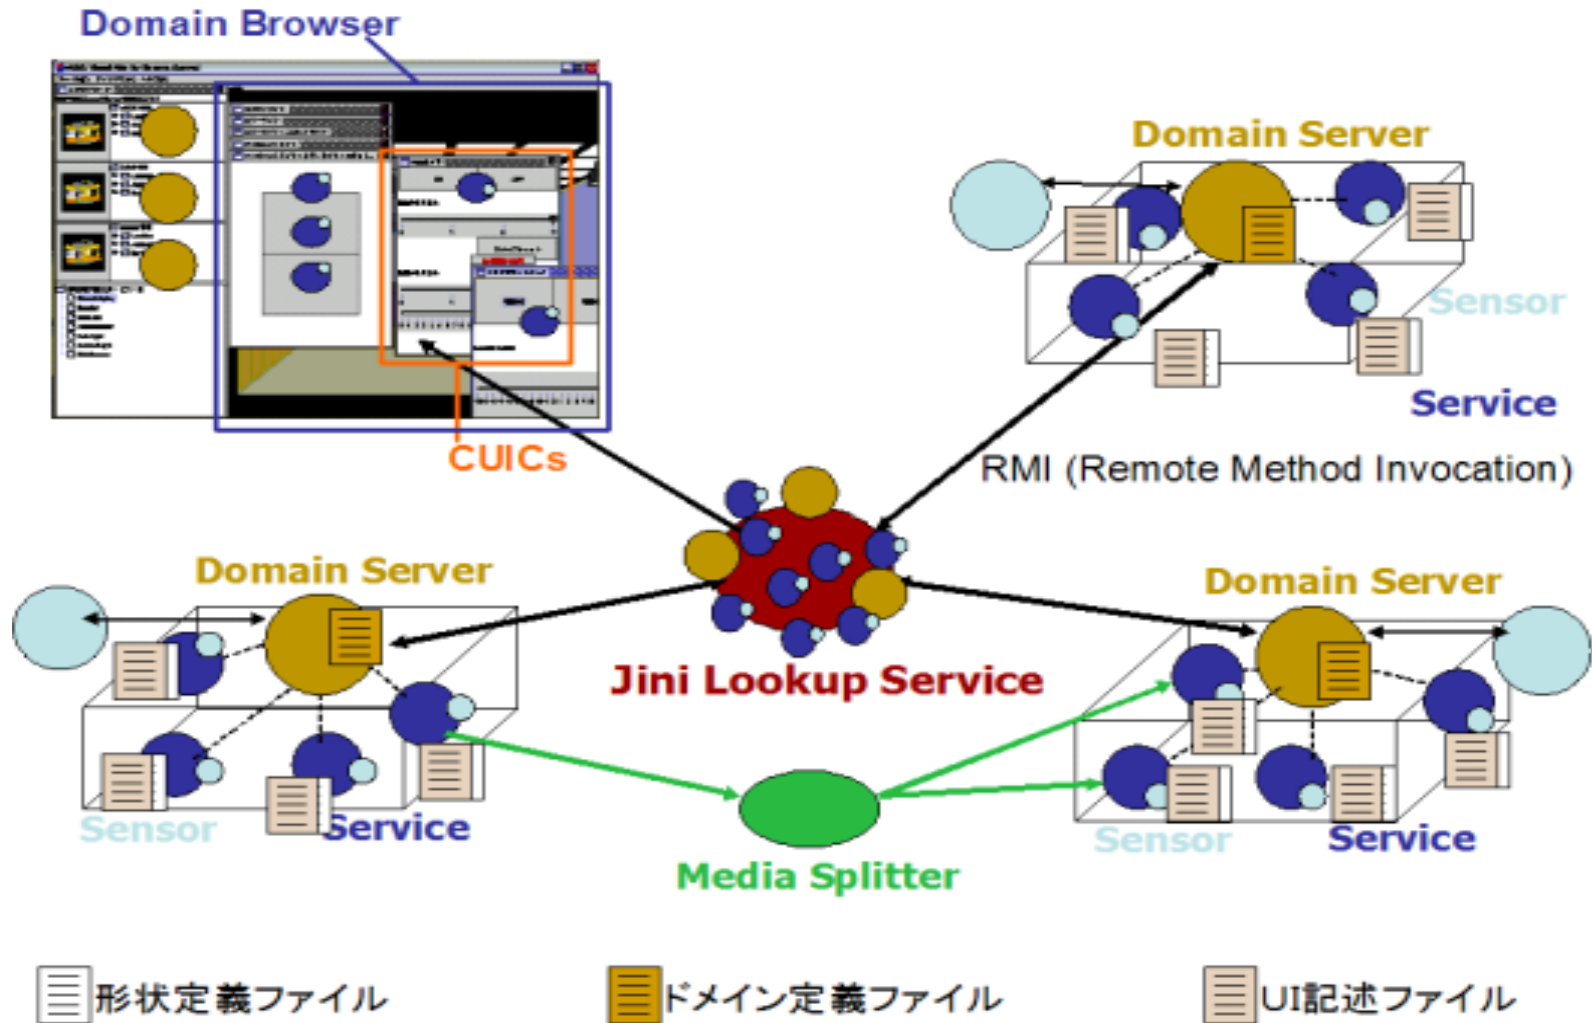 Domain Browser
Domain Server
Sensor
Service
CUICs
RMI (Remote Method Invocation)
Domain Server
Domain Server
Jini Lookup Service
Sensor
Service
Sensor
Service
Media Splitter
形状定義ファイル
ドメイン定義ファイル
UI記述ファイル